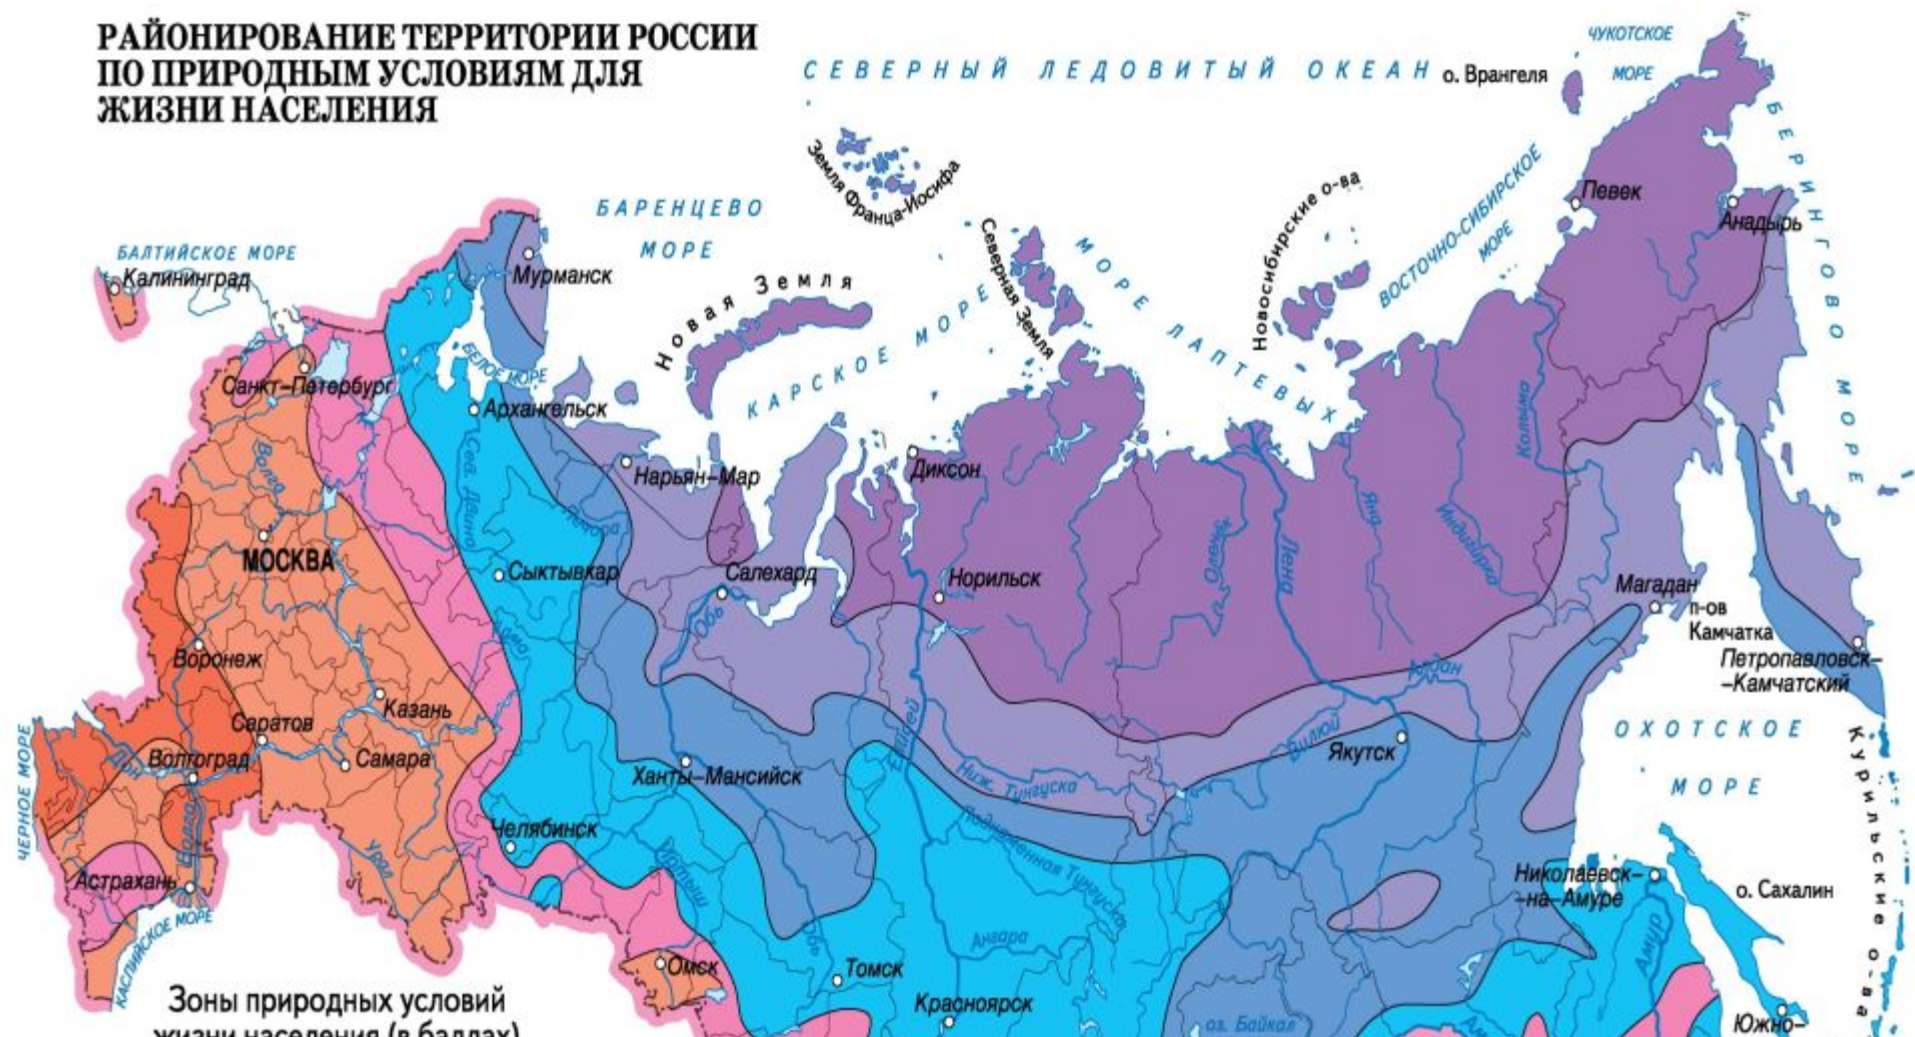 РАЙОНИРОВАНИЕ ТЕРРИТОРИИ РОССИИ
ПО ПРИРОДНЫМ УСЛОВИЯМ ДЛЯ
ЖИЗНИ НАСЕЛЕНИЯ
СЕВЕРНЫЙ ЛЕДОВИТЫЙ ОКЕАН
о. Врангеля
ЧУКОТСКОЕ
МОРЕ
БЕРИНГОВО МОРЕ
Земля Франца-Иосифа
Новосибирские о-ва
ВОСТОЧНО-СИБИРСКОЕ
МОРЕ
Певек
Анадырь
БАРЕНЦЕВО
МОРЕ
БАЛТИЙСКОЕ МОРЕ
Калининград
Мурманск
Новая Земля
Северная Земля
КАРСКОЕ МОРЕ
МОРЕ ЛАПТЕВЫХ
БЕЛОЕ МОРЕ
Санкт–Петербург
Архангельск
Волга
Сев. Двина
Печора
Нарьян–Мар
Диксон
Колыма
Яна
Индигирка
Оленёк
Лена
МОСКВА
Сыктывкар
Салехард
Обь
Норильск
Магадан
п-ов
Камчатка
Петропавловск–
–Камчатский
Кама
Воронеж
Алдан
Казань
Саратов
Енисей
Вилюй
Якутск
ОХОТСКОЕ
МОРЕ
Курильские о-ва
ЧЕРНОЕ МОРЕ
Дон
Волгоград
Самара
Ханты–Мансийск
Ниж. Тунгуска
Подкаменная Тунгуска
Волга
Урал
Челябинск
Иртыш
Обь
Астрахань
КАСПИЙСКОЕ МОРЕ
Николаевск–
–на–Амуре
о. Сахалин
Амур
Ангара
Омск
Томск
Красноярск
оз. Байкал
Южно–
Зоны природных условий
жизни населения (в баллах)